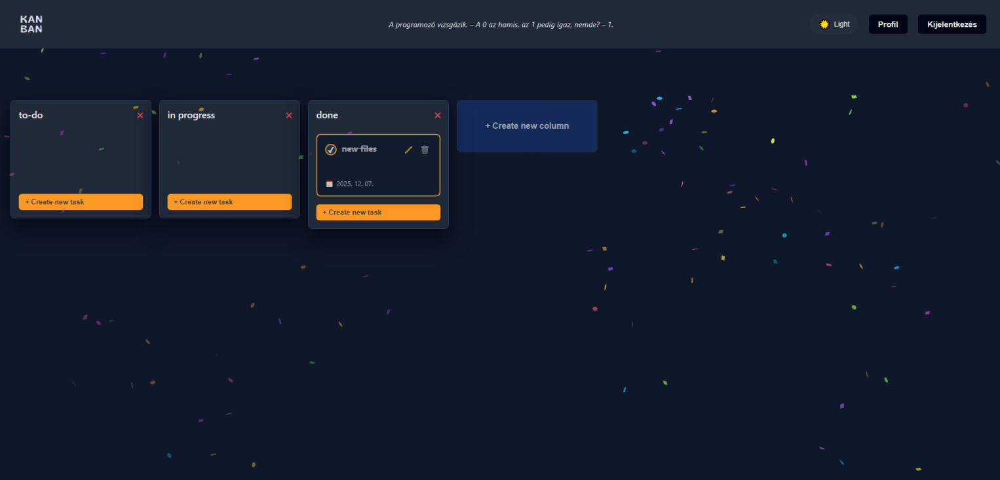 KAN
BAN
A programozó vizsgázik. – A 0 az hamis, az 1 pedig igaz, nemde? – 1.
Light
Profil
Kijelentkezés
to-do
+ Create new task
in progress
+ Create new task
done
new files
2025. 12. 07.
+ Create new task
+ Create new column